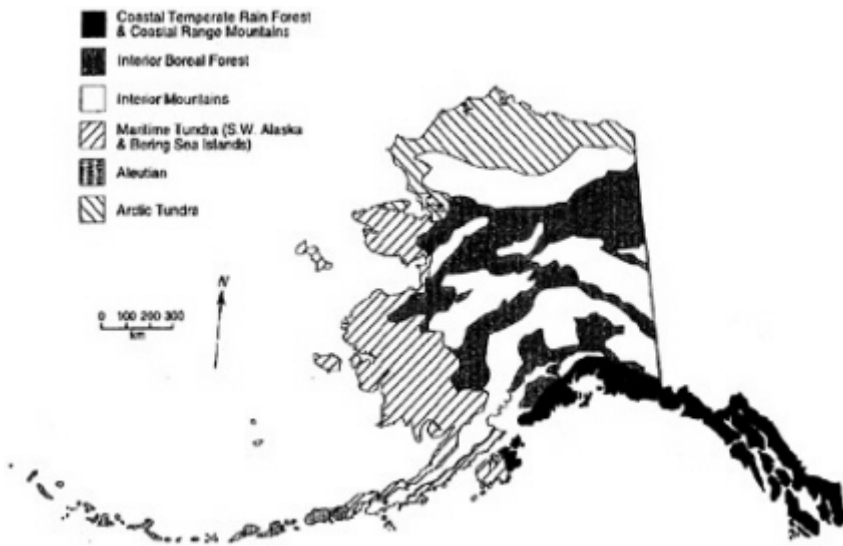 Coastal Temperate Rain Forest
& Coastal Range Mountains
Interior Boreal Forest
Interior Mountains
Maritime Tundra (S.W. Alaska
& Bering Sea Islands)
Aleutian
Arctic Tundra
N
0 100 200 300
km